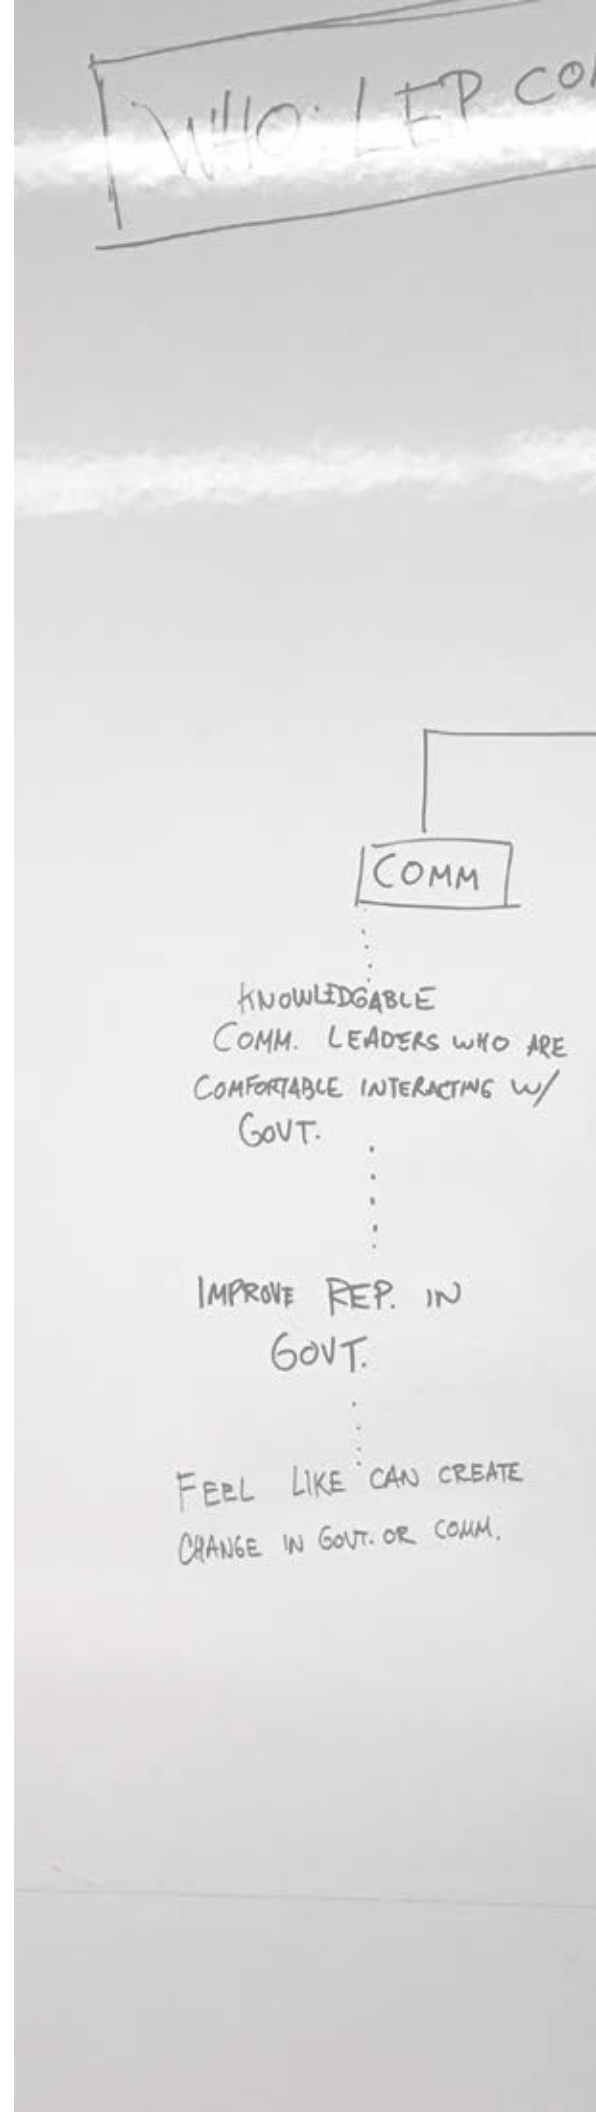 WHO: LEP CO
COMM
KNOWLEDGABLE
COMM. LEADERS WHO ARE
COMFORTABLE INTERACTING W/
GOVT.
IMPROVE REP. IN
GOVT.
FEEL LIKE CAN CREATE
CHANGE IN GOVT. OR COMM.